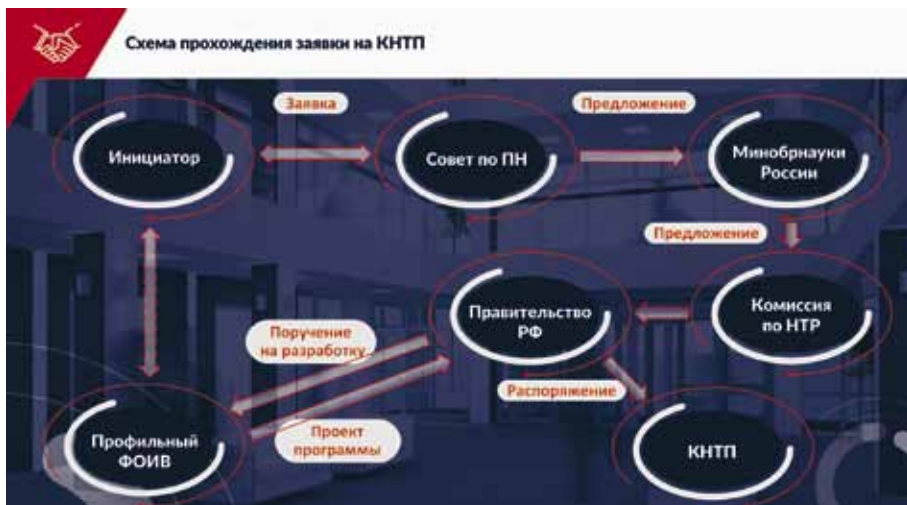 Схема прохождения заявки на КНТП
Заявка
Предложение
Инициатор
Совет по ПН
Минобрнауки
России
Предложение
Правительство
РФ
Комиссия
по НТР
Поручение
на разработку
Распоряжение
Профильный
ФОИВ
Проект
программы
КНТП